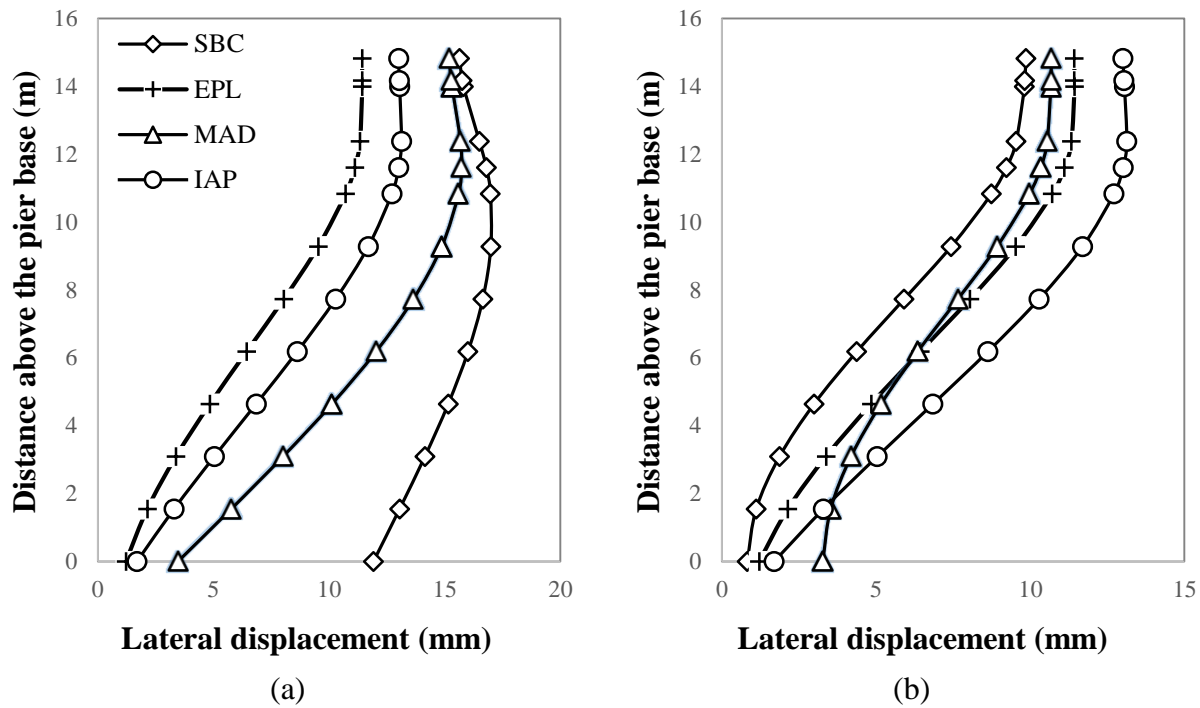 16
14
12
10
8
6
4
2
0
Distance above the pier base (m)
SBC
EPL
MAD
IAP
0 5 10 15 20
Lateral displacement (mm)
(a)
16
14
12
10
8
6
4
2
0
Distance above the pier base (m)
0 5 10 15
Lateral displacement (mm)
(b)